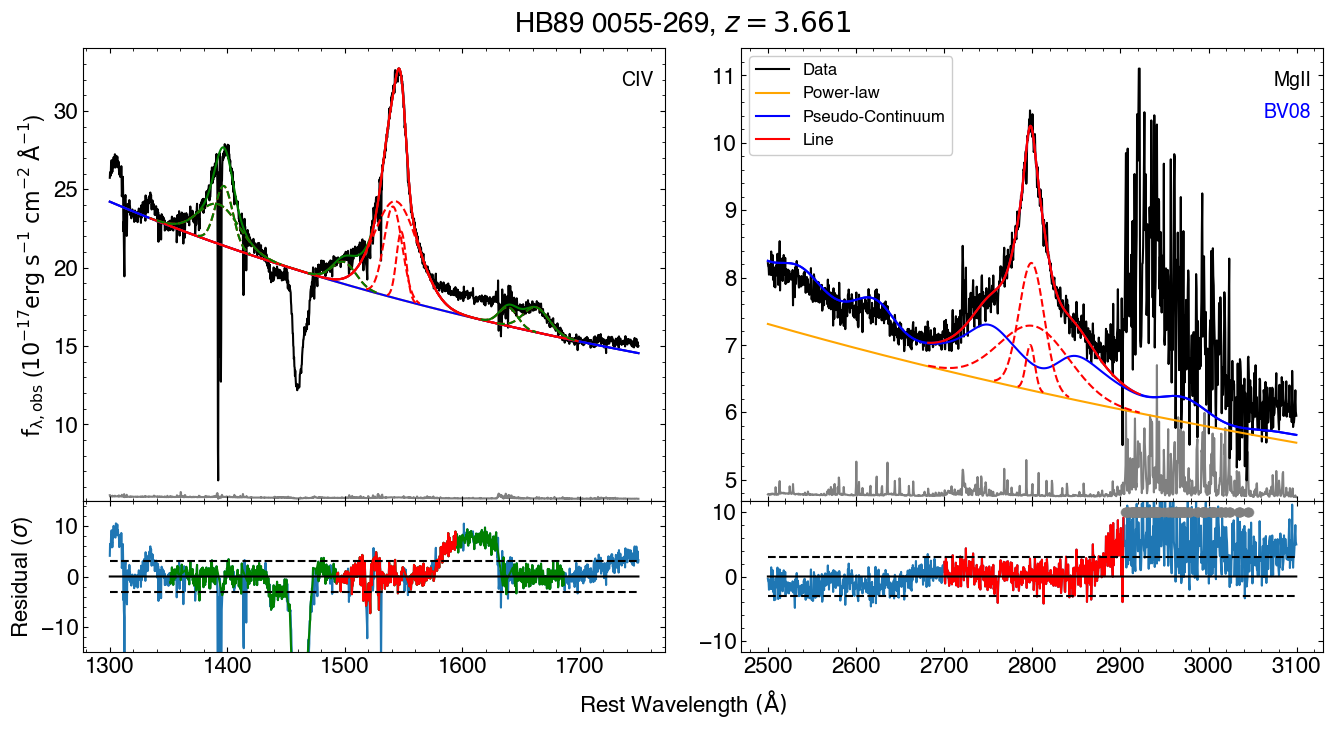 HB89 0055-269, z = 3.661
CIV
f_λ,obs (10⁻¹⁷erg s⁻¹ cm⁻² Å⁻¹)
30
25
20
15
10
Data
Power-law
Pseudo-Continuum
Line
MgII
BV08
11
10
9
8
7
6
5
Residual (σ)
10
0
−10
1300 1400 1500 1600 1700
10
0
−10
2500 2600 2700 2800 2900 3000 3100
Rest Wavelength (Å)